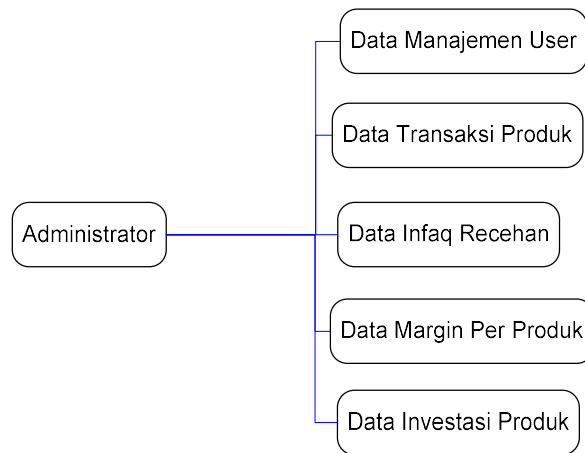 Data Manajemen User
Data Transaksi Produk
Administrator
Data Infaq Recehan
Data Margin Per Produk
Data Investasi Produk